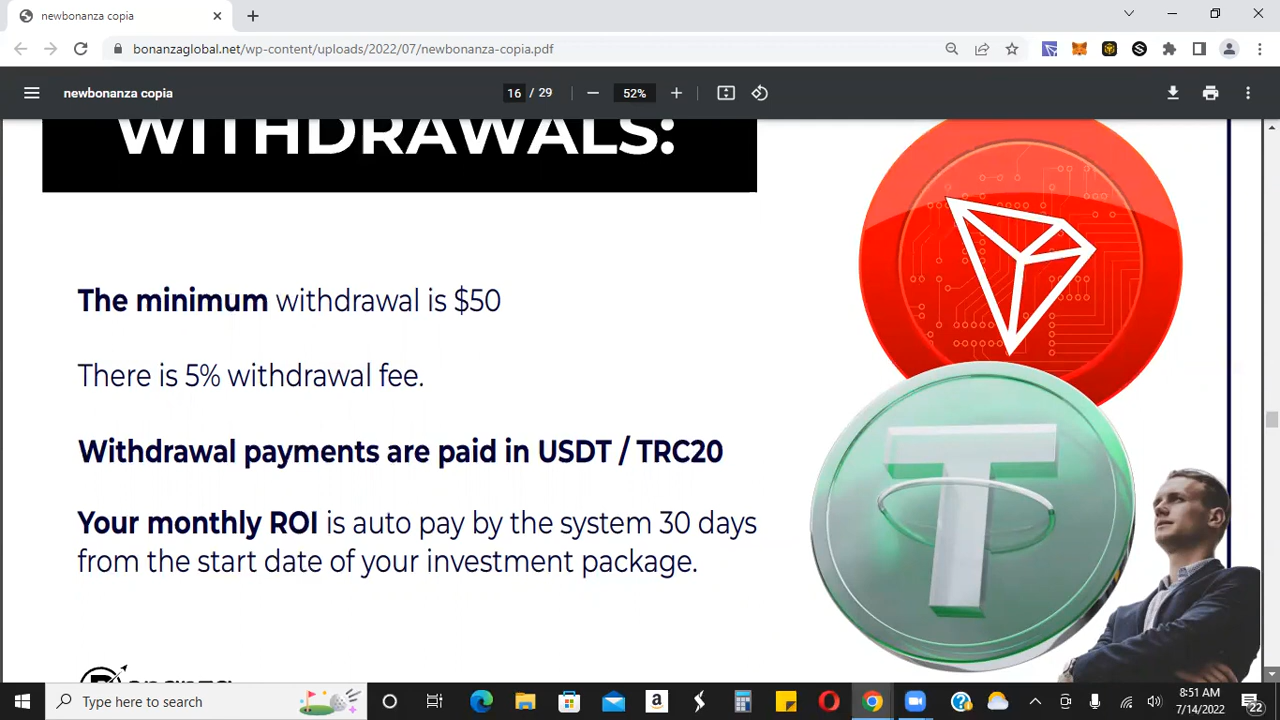 newbonanza copia
bonanzaglobal.net/wp-content/uploads/2022/07/newbonanza-copia.pdf
newbonanza copia
16 / 29
52%
WITHDRAWALS:
The minimum withdrawal is $50
There is 5% withdrawal fee.
Withdrawal payments are paid in USDT / TRC20
Your monthly ROI is auto pay by the system 30 days
from the start date of your investment package.
Bonanza
Type here to search
8:51 AM
7/14/2022
22